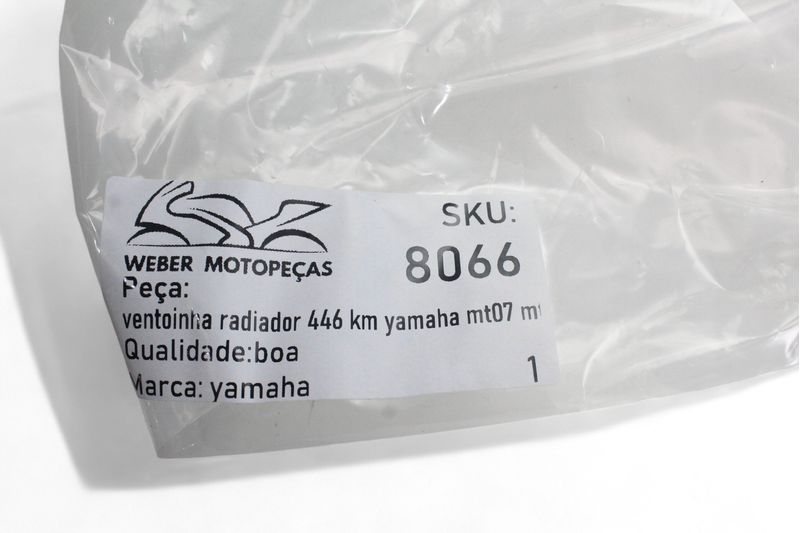 WEBER MOTOPEÇAS
SKU:
8066
Peça:
ventoinha radiador 446 km yamaha mt07
Qualidade:boa
1
Marca: yamaha